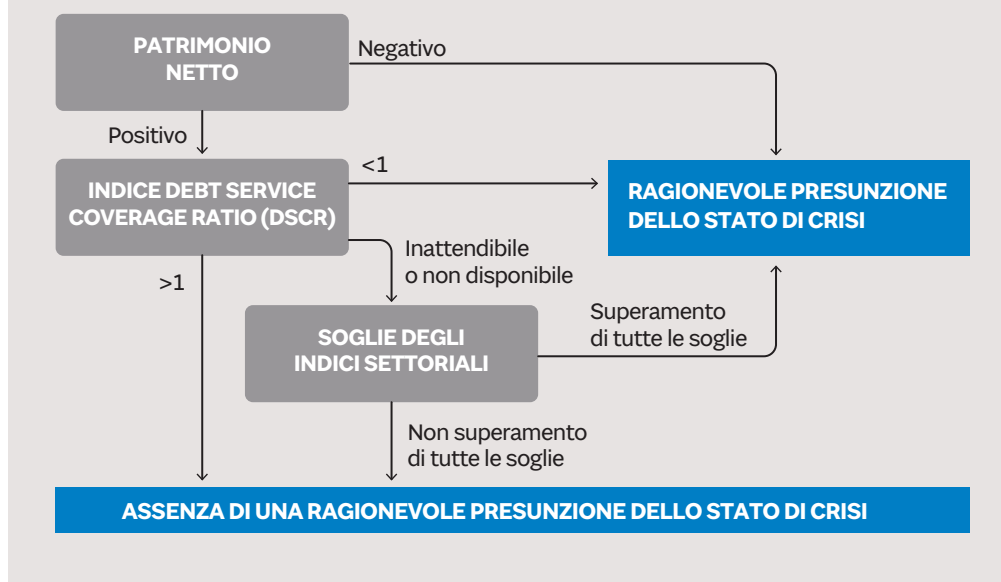 PATRIMONIO
NETTO
Negativo
Positivo
INDICE DEBT SERVICE
COVERAGE RATIO (DSCR)
<1
RAGIONEVOLE PRESUNZIONE
DELLO STATO DI CRISI
>1
Inattendibile
o non disponibile
SOGLIE DEGLI
INDICI SETTORIALI
Superamento
di tutte le soglie
Non superamento
di tutte le soglie
ASSENZA DI UNA RAGIONEVOLE PRESUNZIONE DELLO STATO DI CRISI